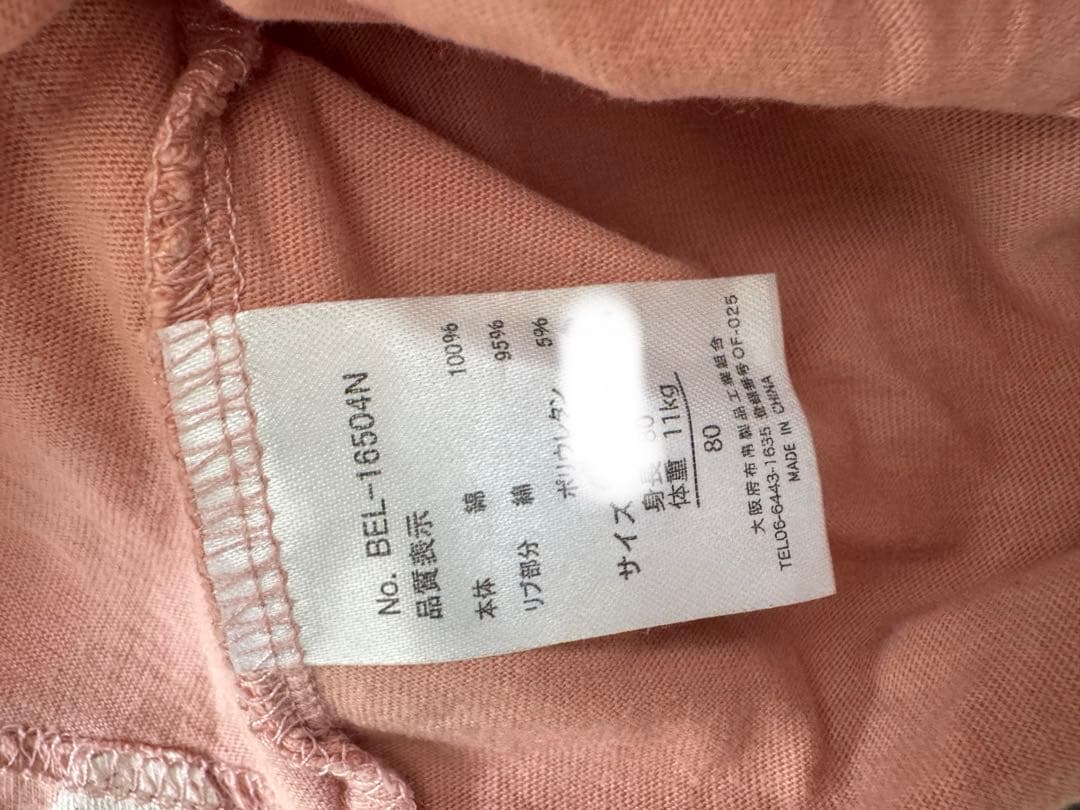 No. BEL-16504N
品質表示
本体 綿 100%
リブ部分 綿 95%
ポリウレタン 5%
サイズ
身長 80
体重 11kg
80
大阪府布帛製品工業組合
TEL06-6443-1635 登録番号OF-025
MADE IN CHINA